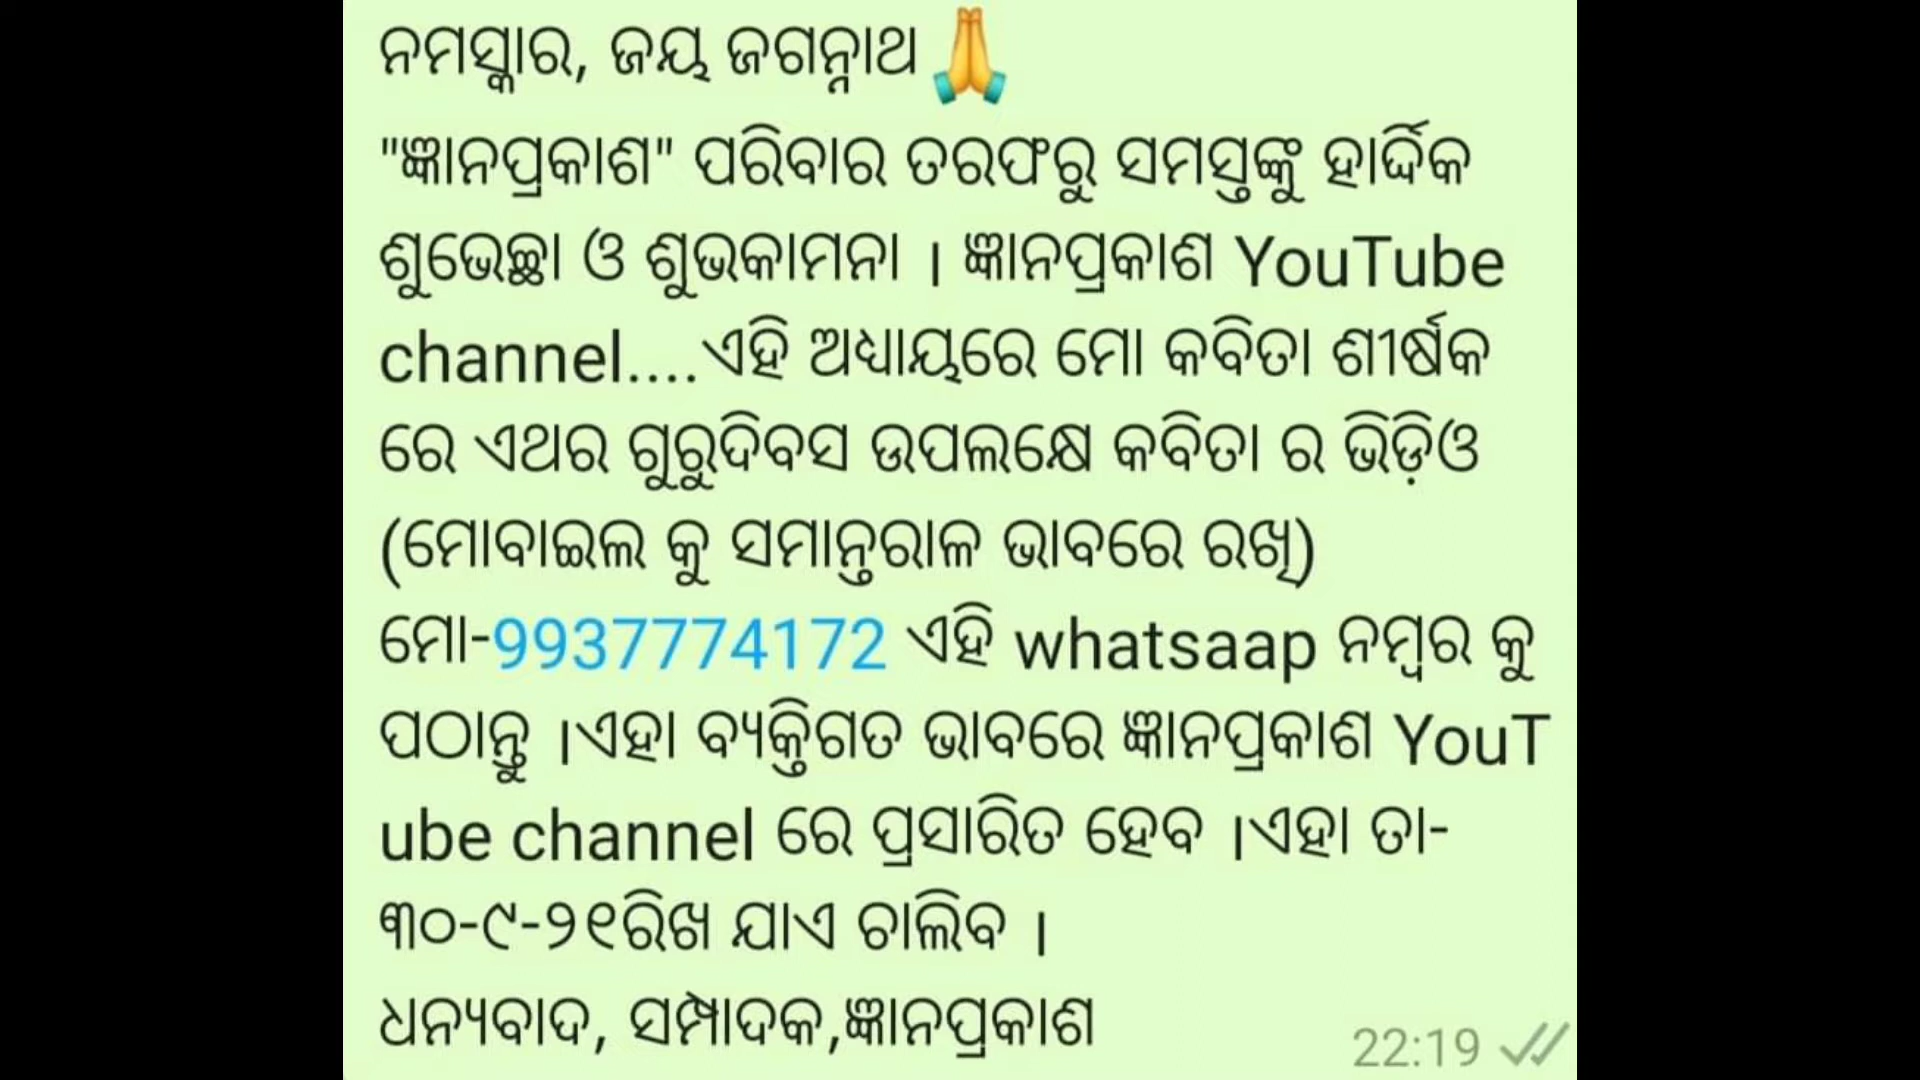 ନମସ୍କାର, ଜୟ ଜଗନ୍ନାଥ🙏
"ଜ୍ଞାନପ୍ରକାଶ" ପରିବାର ତରଫରୁ ସମସ୍ତଙ୍କୁ ହାର୍ଦ୍ଦିକ
ଶୁଭେଚ୍ଛା ଓ ଶୁଭକାମନା । ଜ୍ଞାନପ୍ରକାଶ YouTube
channel....ଏହି ଅଧ୍ୟାୟରେ ମୋ କବିତା ଶୀର୍ଷକ
ରେ ଏଥର ଗୁରୁଦିବସ ଉପଲକ୍ଷେ କବିତା ର ଭିଡ଼ିଓ
(ମୋବାଇଲ କୁ ସମାନ୍ତରାଳ ଭାବରେ ରଖି)
ମୋ-9937774172 ଏହି whatsaap ନମ୍ବର କୁ
ପଠାନ୍ତୁ ।ଏହା ବ୍ୟକ୍ତିଗତ ଭାବରେ ଜ୍ଞାନପ୍ରକାଶ YouT
ube channel ରେ ପ୍ରସାରିତ ହେବ ।ଏହା ତା-
୩୦-୯-୨୧ରିଖ ଯାଏ ଚାଲିବ ।
ଧନ୍ୟବାଦ, ସମ୍ପାଦକ,ଜ୍ଞାନପ୍ରକାଶ
22:19